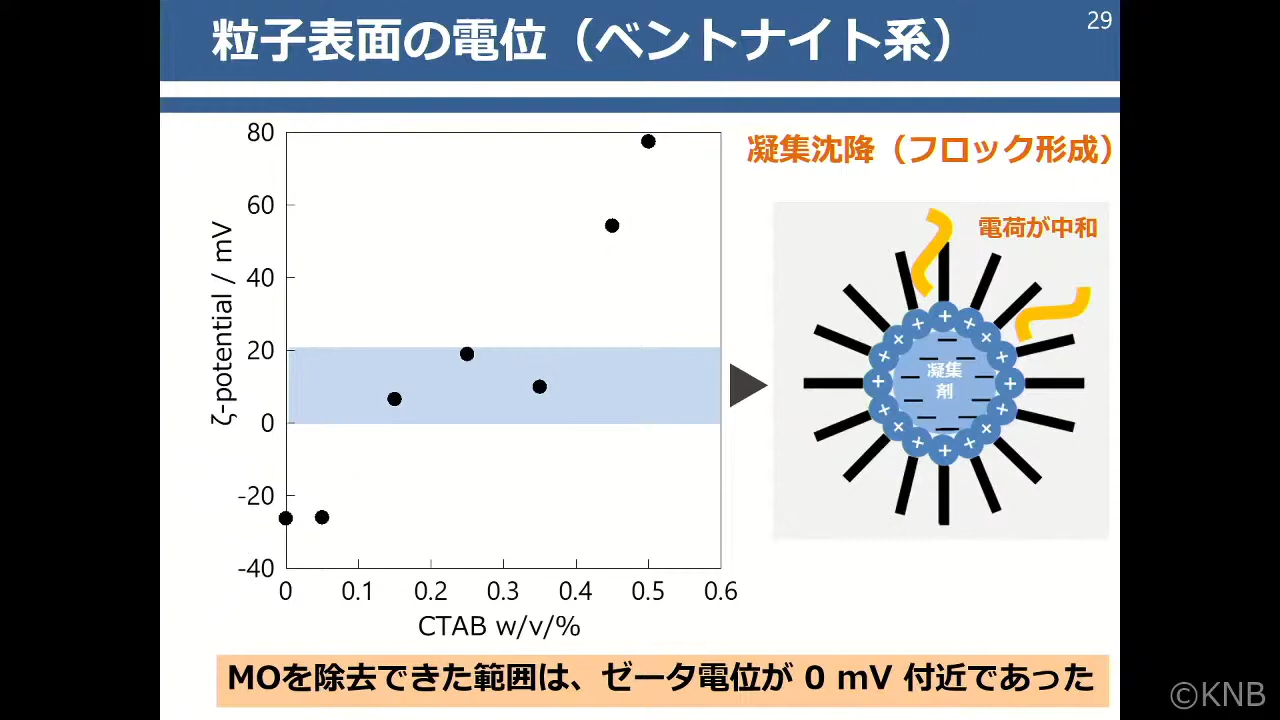 粒子表面の電位（ベントナイト系）
29
凝集沈降（フロック形成）
電荷が中和
凝集
剤
80
60
40
20
0
-20
-40
ζ-potential / mV
0 0.1 0.2 0.3 0.4 0.5 0.6
CTAB w/v/%
MOを除去できた範囲は、ゼータ電位が 0 mV 付近であった
©KNB